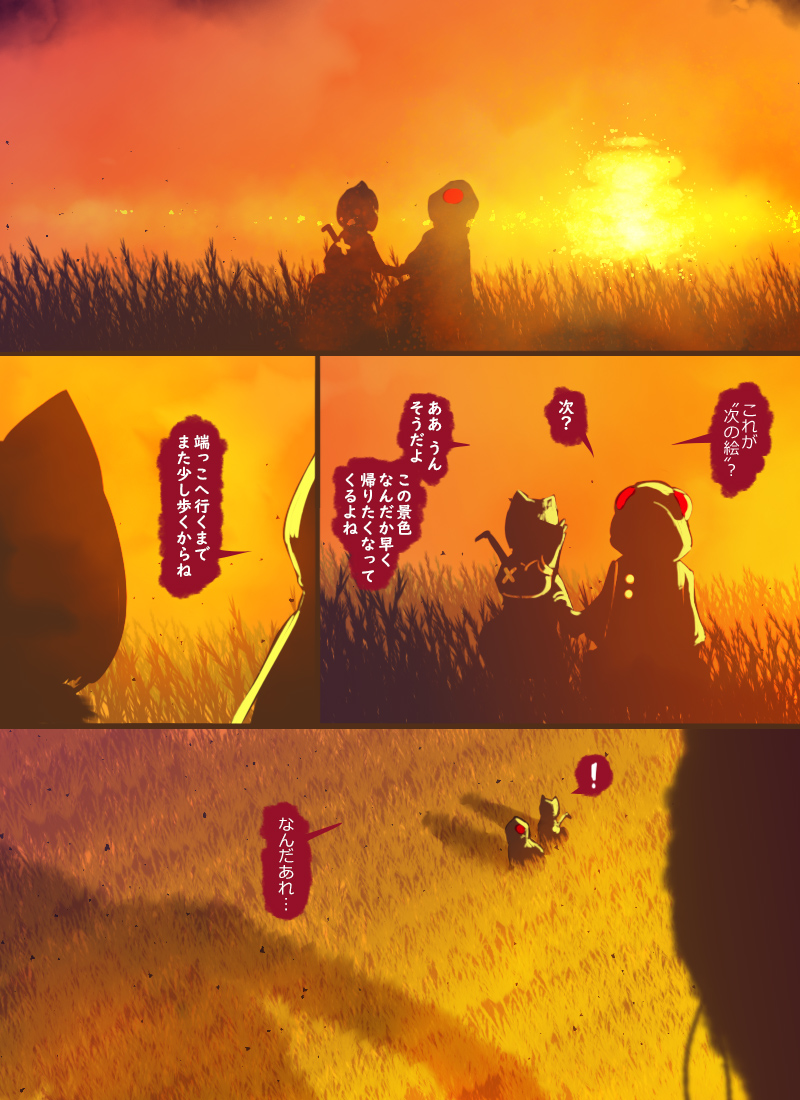 これが
〝次の絵〟?
次?
ああ うん
そうだよ
この景色
なんだか早く
帰りたくなって
くるよね
端っこへ行くまで
また少し歩くからね
!
なんだあれ…